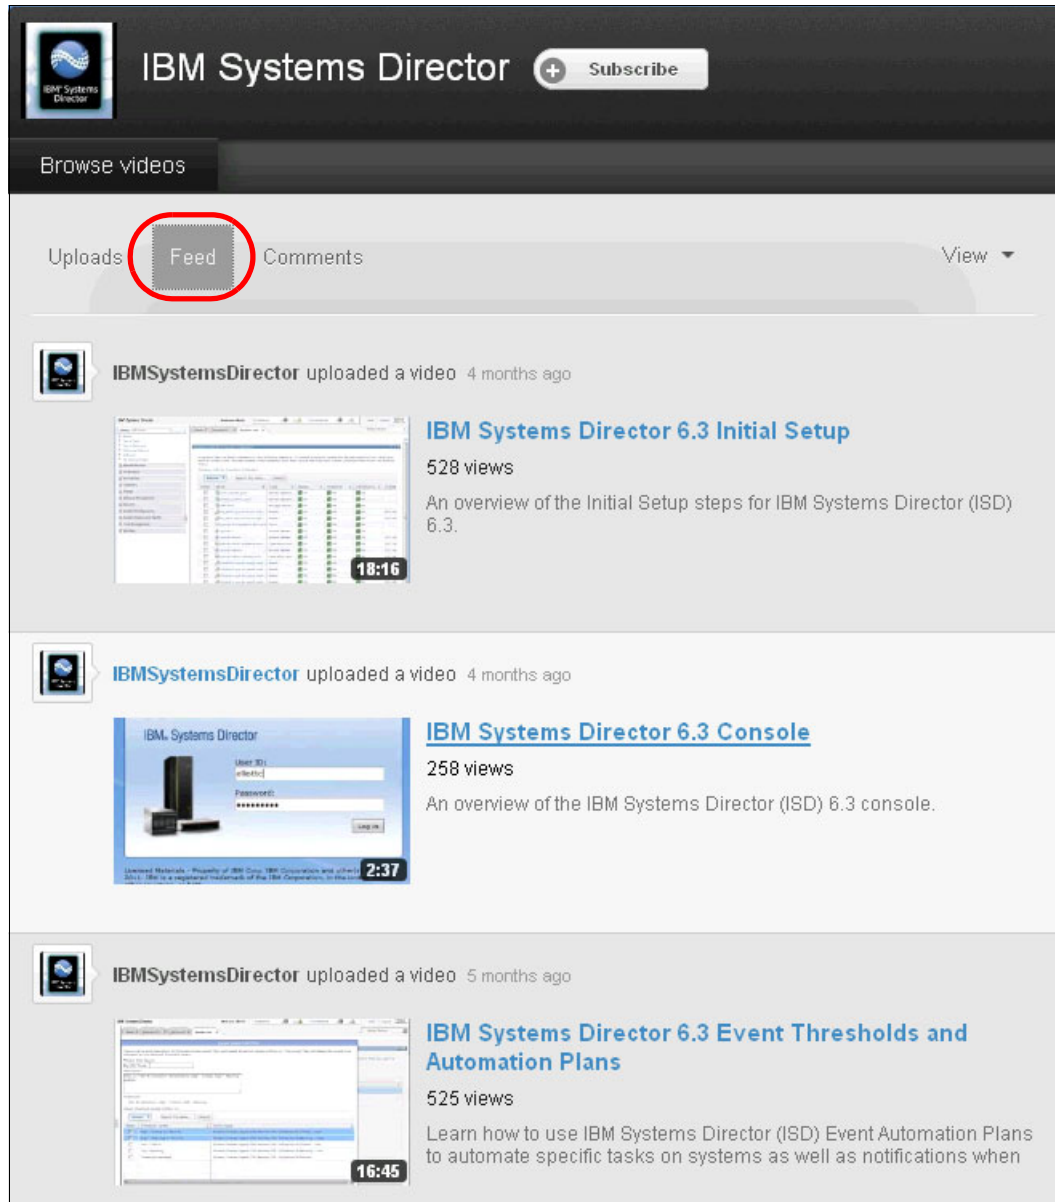 IBM Systems
Director
IBM Systems Director
Subscribe
Browse videos
Uploads
Feed
Comments
View
IBMSystemsDirector uploaded a video 4 months ago
IBM Systems Director 6.3 Initial Setup
528 views
An overview of the Initial Setup steps for IBM Systems Director (ISD)
6.3.
18:16
IBMSystemsDirector uploaded a video 4 months ago
IBM. Systems Director
User ID:
Password:
Log in
2:37
IBM Systems Director 6.3 Console
258 views
An overview of the IBM Systems Director (ISD) 6.3 console.
IBMSystemsDirector uploaded a video 5 months ago
IBM Systems Director 6.3 Event Thresholds and
Automation Plans
525 views
Learn how to use IBM Systems Director (ISD) Event Automation Plans
to automate specific tasks on systems as well as notifications when
16:45